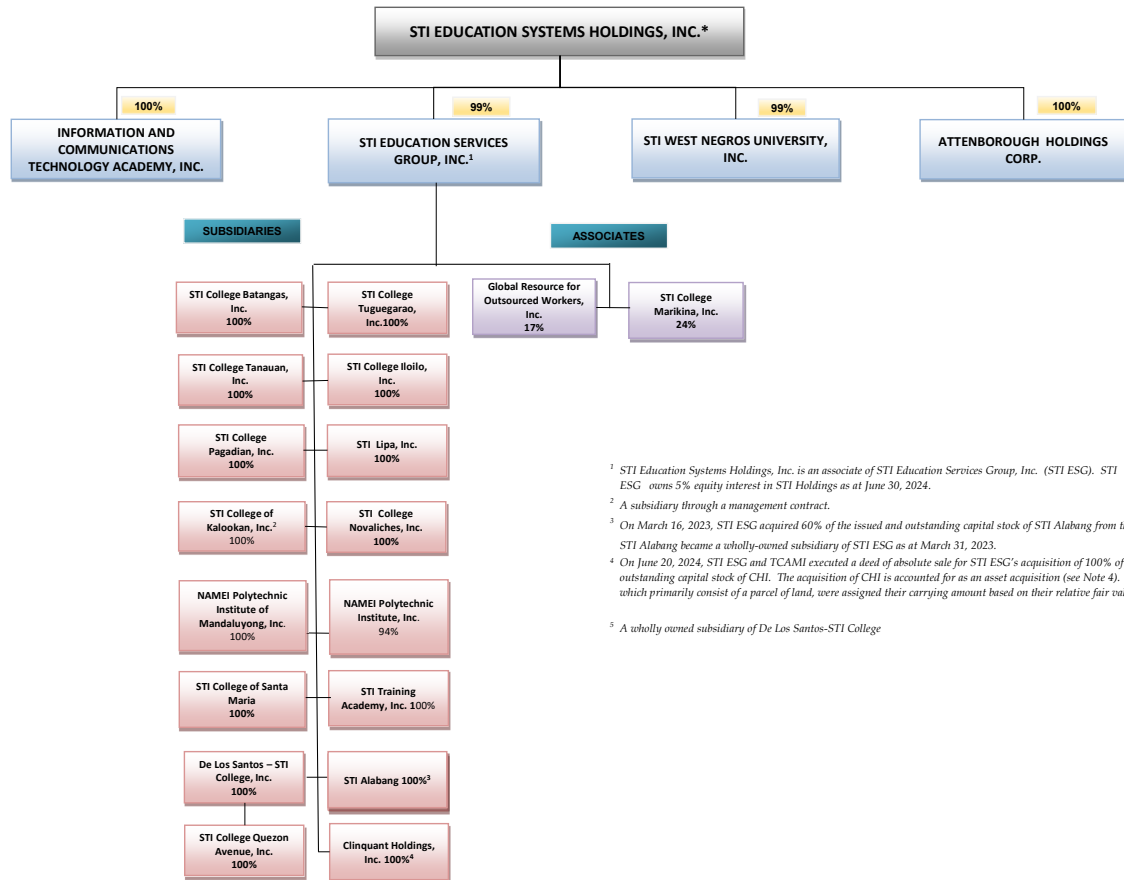 STI EDUCATION SYSTEMS HOLDINGS, INC.*
100%
99%
99%
100%
INFORMATION AND
COMMUNICATIONS
TECHNOLOGY ACADEMY, INC.
STI EDUCATION SERVICES
GROUP, INC.¹
STI WEST NEGROS UNIVERSITY,
INC.
ATTENBOROUGH HOLDINGS
CORP.
SUBSIDIARIES
ASSOCIATES
STI College Batangas,
Inc.
100%
STI College
Tuguegarao,
Inc.100%
Global Resource for
Outsourced Workers,
Inc.
17%
STI College
Marikina, Inc.
24%
STI College Tanauan,
Inc.
100%
STI College Iloilo,
Inc.
100%
STI College
Pagadian, Inc.
100%
STI Lipa, Inc.
100%
STI College of
Kalookan, Inc.²
100%
STI College
Novaliches, Inc.
100%
NAMEI Polytechnic
Institute of
Mandaluyong, Inc.
100%
NAMEI Polytechnic
Institute, Inc.
94%
STI College of Santa
Maria
100%
STI Training
Academy, Inc. 100%
De Los Santos – STI
College, Inc.
100%
STI Alabang 100%³
STI College Quezon
Avenue, Inc.
100%
Clinquant Holdings,
Inc. 100%⁴
¹ STI Education Systems Holdings, Inc. is an associate of STI Education Services Group, Inc. (STI ESG). STI
ESG owns 5% equity interest in STI Holdings as at June 30, 2024.
² A subsidiary through a management contract.
³ On March 16, 2023, STI ESG acquired 60% of the issued and outstanding capital stock of STI Alabang from
STI Alabang became a wholly-owned subsidiary of STI ESG as at March 31, 2023.
⁴ On June 20, 2024, STI ESG and TCAMI executed a deed of absolute sale for STI ESG's acquisition of 100% of
outstanding capital stock of CHI. The acquisition of CHI is accounted for as an asset acquisition (see Note 4).
which primarily consist of a parcel of land, were assigned their carrying amount based on their relative fair
⁵ A wholly owned subsidiary of De Los Santos-STI College